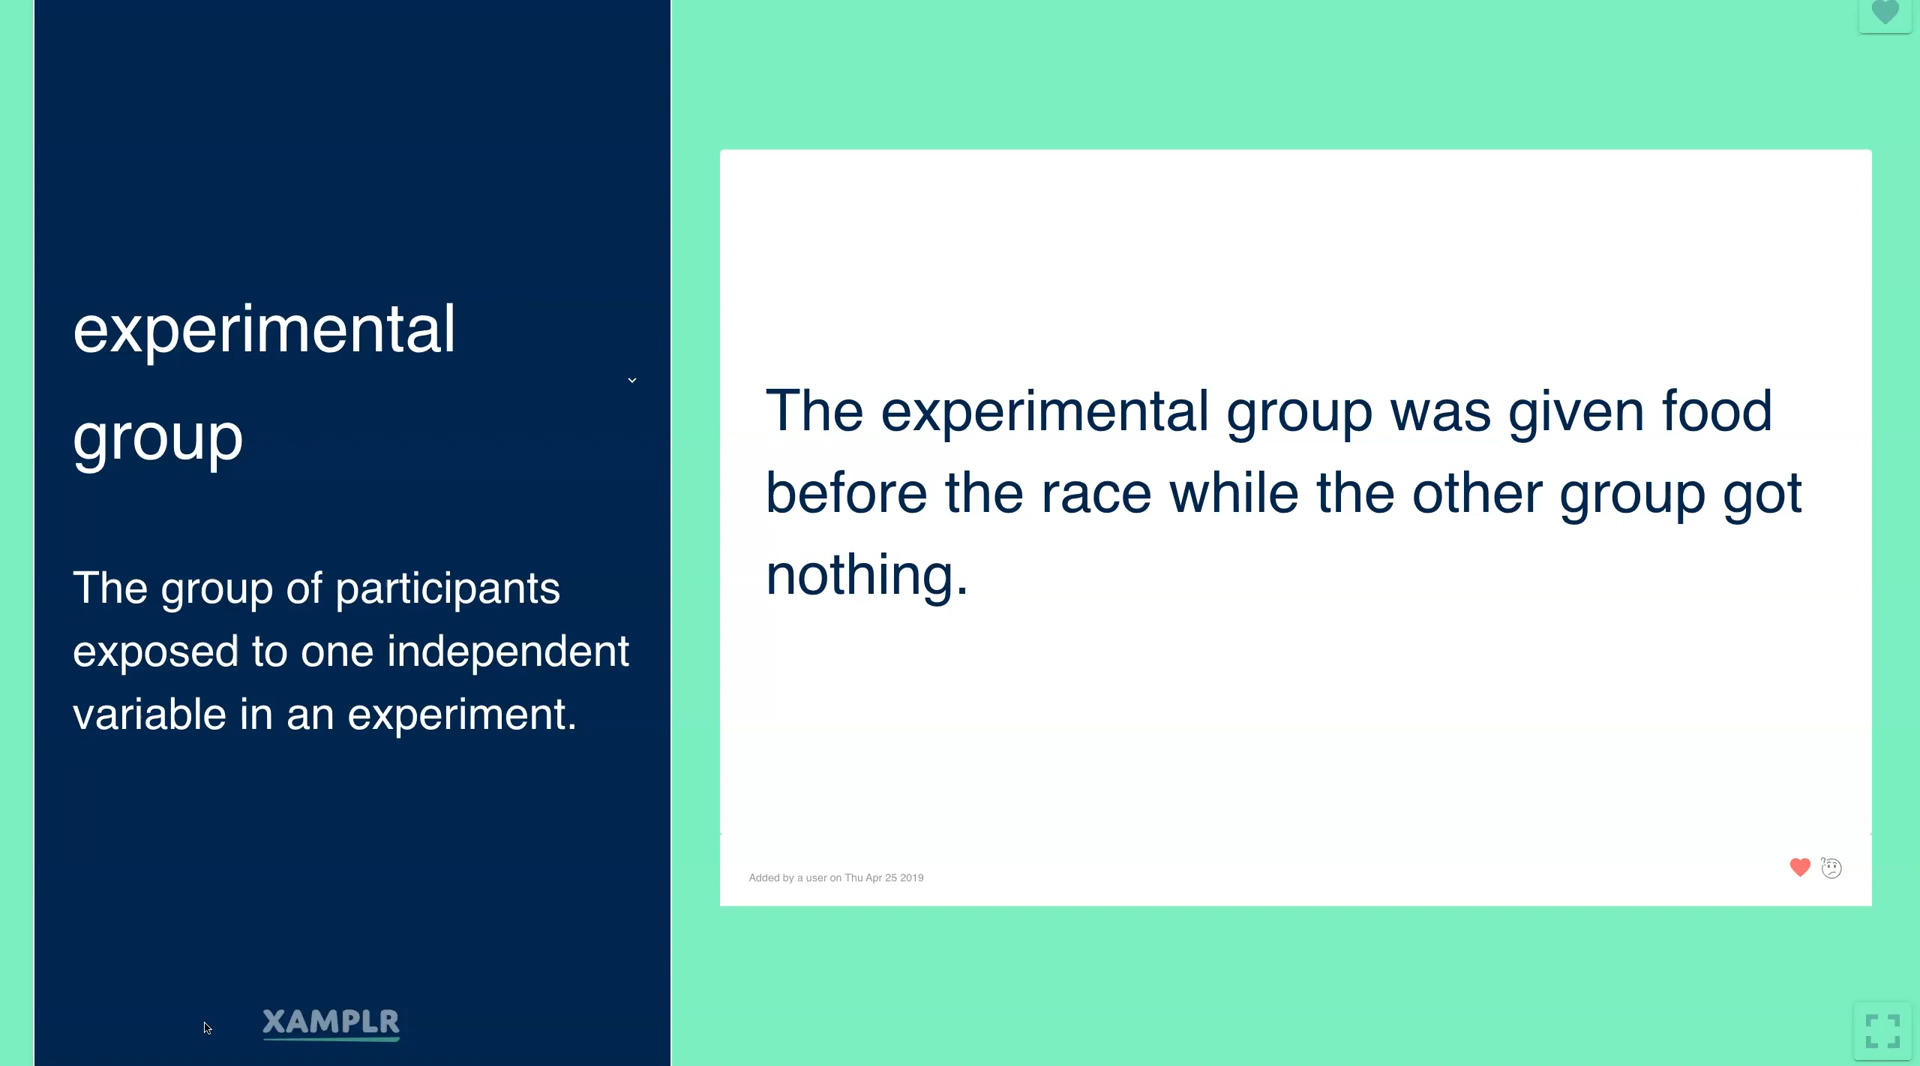 experimental
group
The group of participants
exposed to one independent
variable in an experiment.
XAMPLR
The experimental group was given food
before the race while the other group got
nothing.
Added by a user on Thu Apr 25 2019